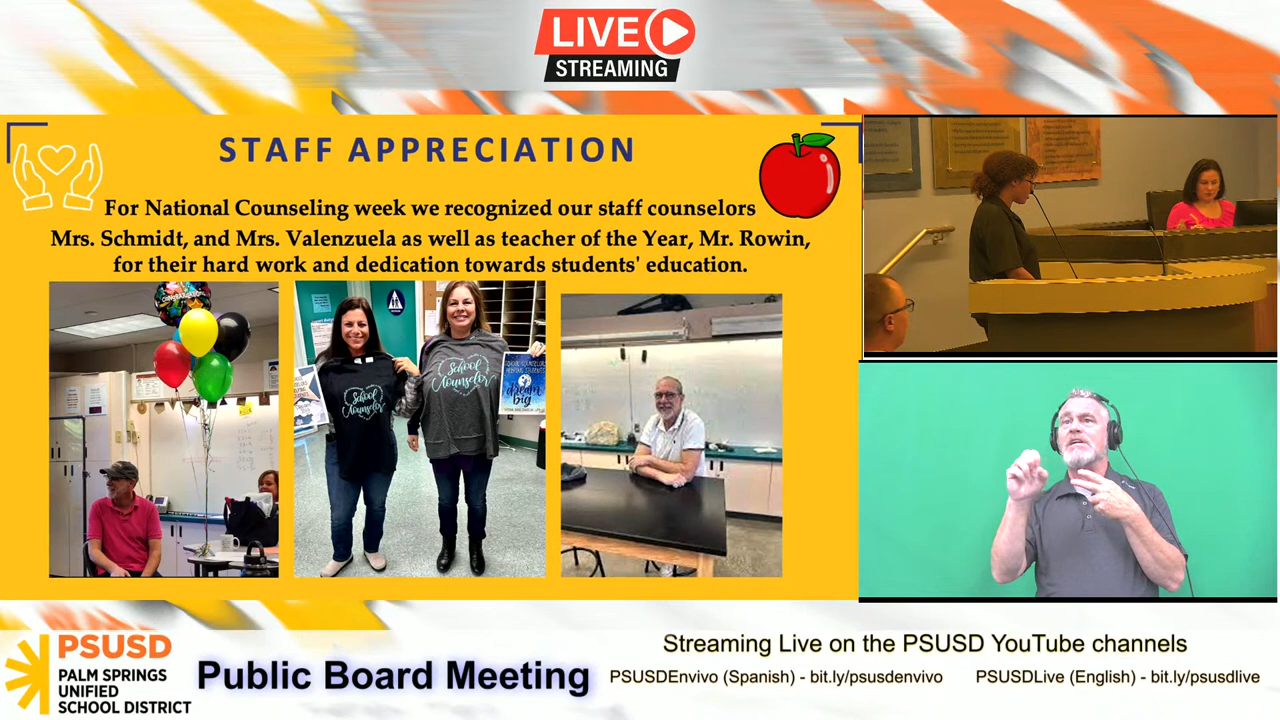 LIVE
STREAMING
STAFF APPRECIATION
For National Counseling week we recognized our staff counselors
Mrs. Schmidt, and Mrs. Valenzuela as well as teacher of the Year, Mr. Rowin,
for their hard work and dedication towards students' education.
School
Counselor
School
Counselor
dream
big
PSUSD
PALM SPRINGS
UNIFIED
SCHOOL DISTRICT
Public Board Meeting
Streaming Live on the PSUSD YouTube channels
PSUSDEnvivo (Spanish) - bit.ly/psusdenvivo
PSUSDLive (English) - bit.ly/psusdlive